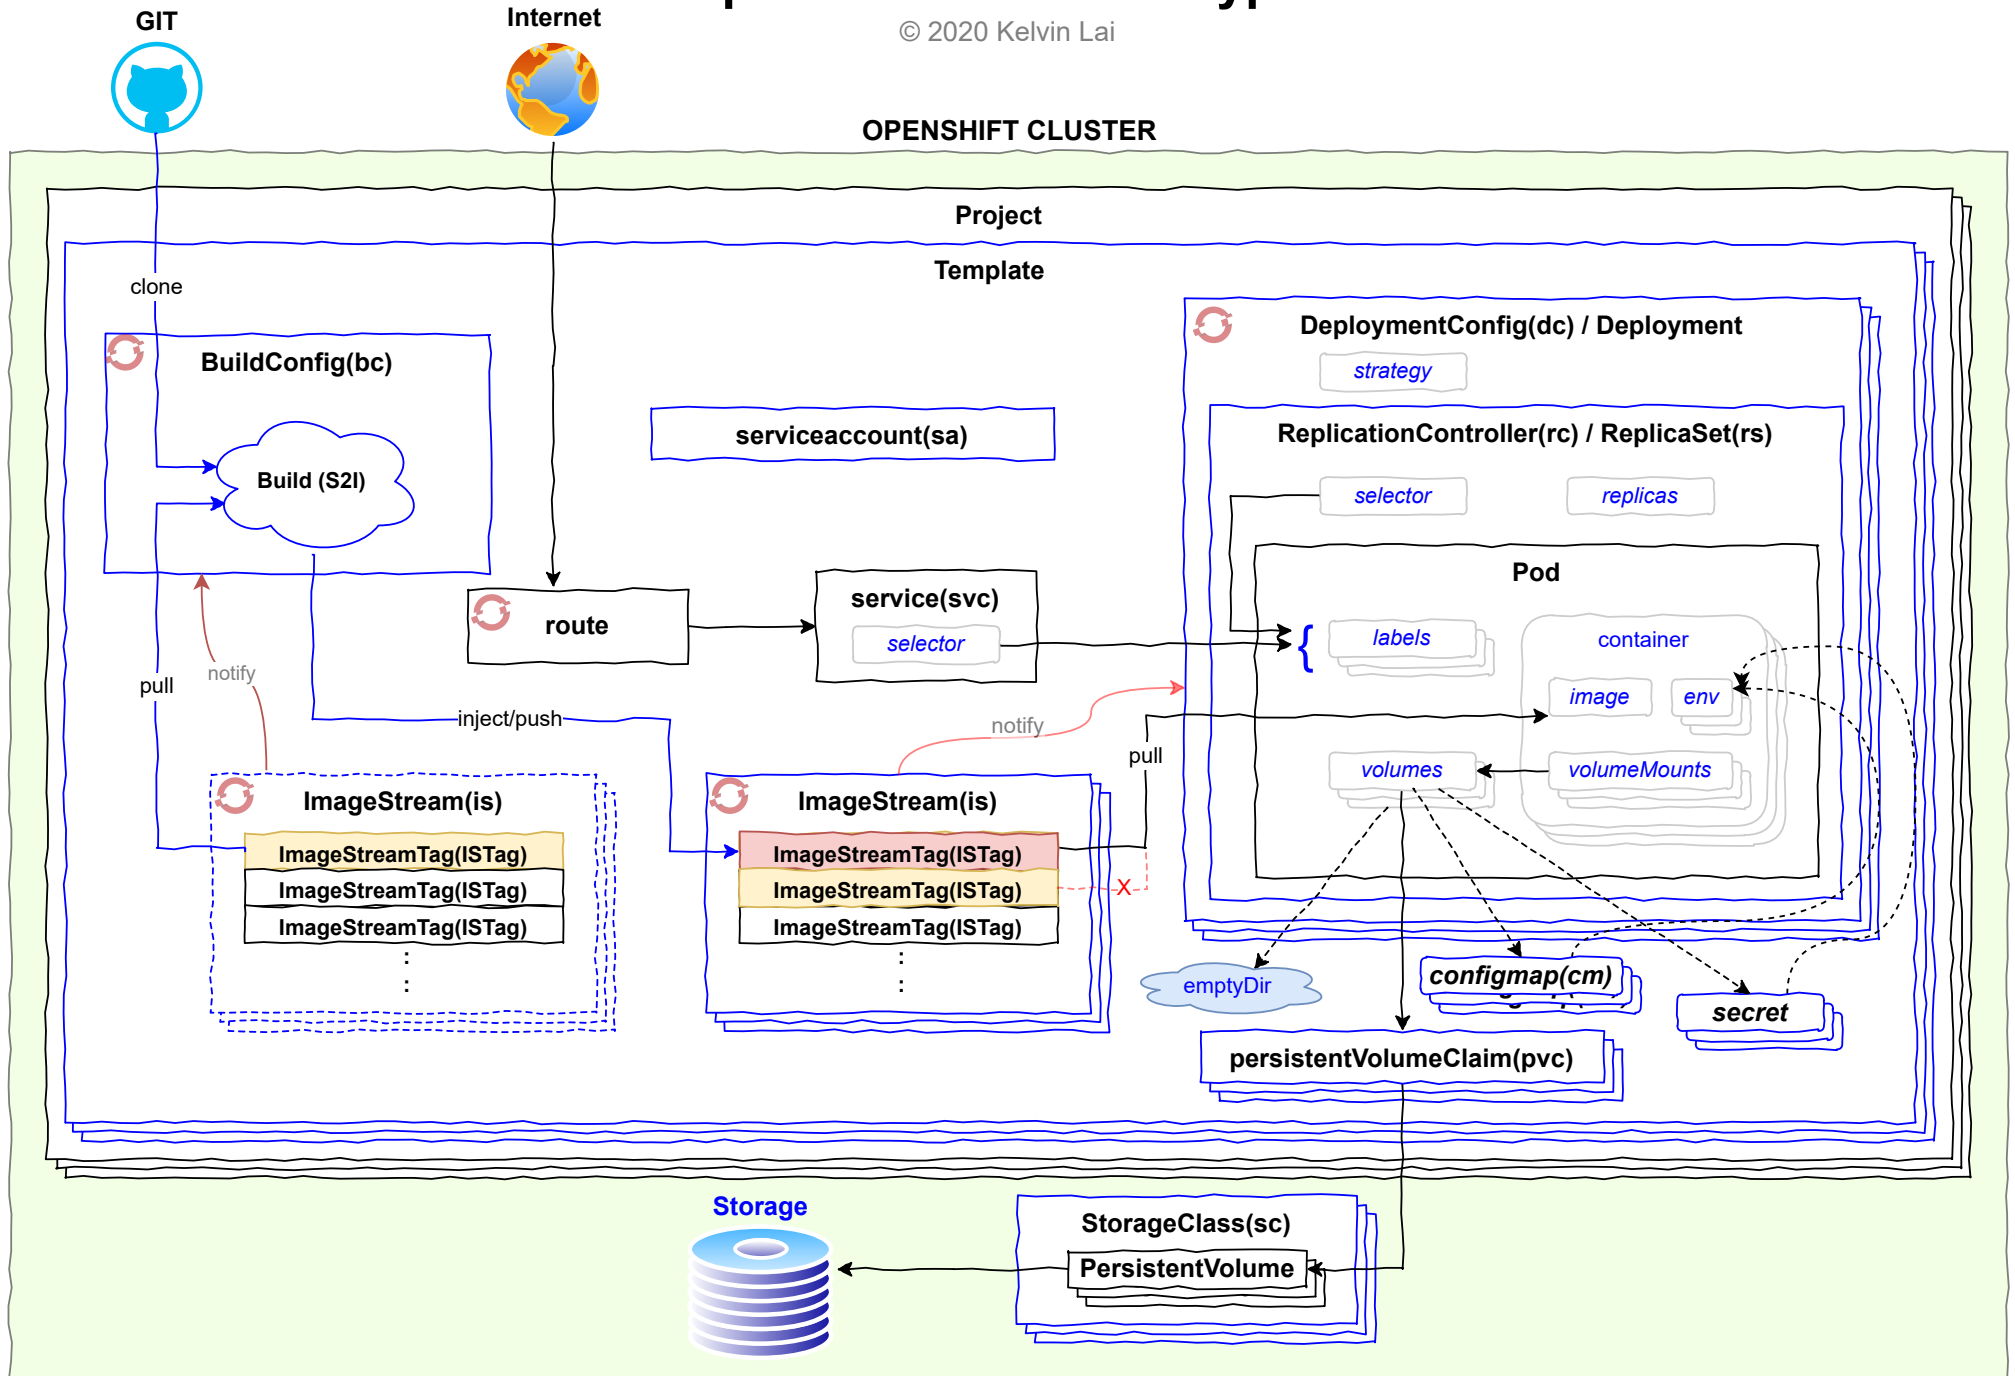 GIT
Internet
© 2020 Kelvin Lai
OPENSHIFT CLUSTER
Project
Template
clone
BuildConfig(bc)
Build (S2I)
serviceaccount(sa)
DeploymentConfig(dc) / Deployment
strategy
ReplicationController(rc) / ReplicaSet(rs)
selector
replicas
Pod
{
labels
container
image
env
volumes
volumeMounts
route
service(svc)
selector
notify
pull
inject/push
notify
pull
ImageStream(is)
ImageStreamTag(ISTag)
ImageStreamTag(ISTag)
ImageStreamTag(ISTag)
:
:
ImageStream(is)
ImageStreamTag(ISTag)
ImageStreamTag(ISTag)
ImageStreamTag(ISTag)
:
:
X
emptyDir
configmap(cm)
secret
persistentVolumeClaim(pvc)
Storage
StorageClass(sc)
PersistentVolume